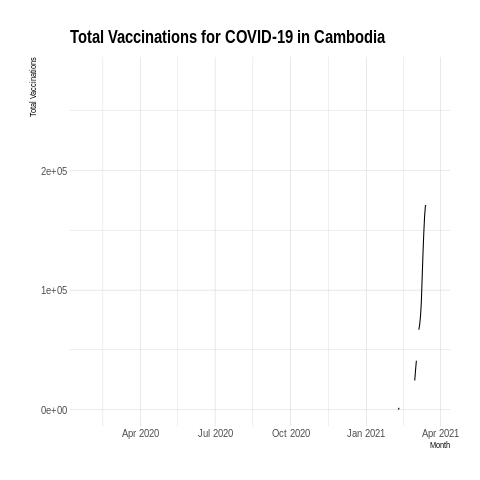 Total Vaccinations for COVID-19 in Cambodia
Total Vaccinations
2e+05
1e+05
0e+00
Apr 2020 Jul 2020 Oct 2020 Jan 2021 Apr 2021
Month